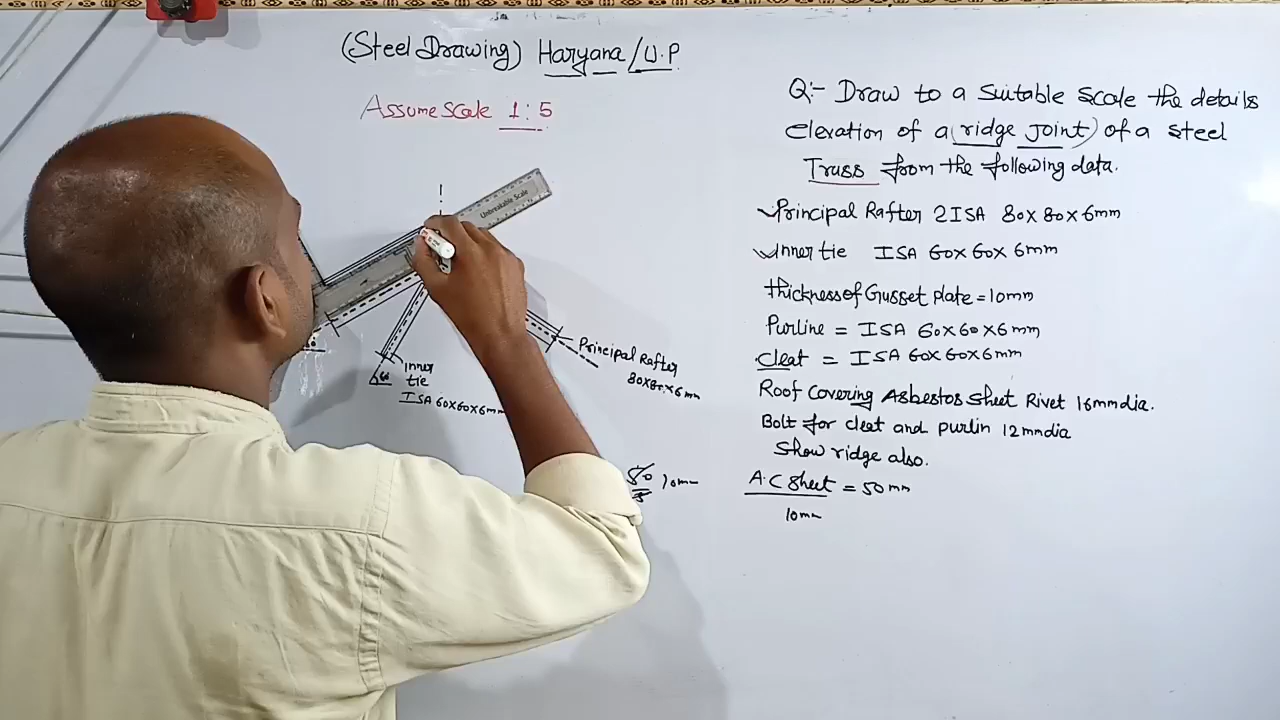 (Steel Drawing) Haryana/U.P
Assume Scale 1:5
Q:- Draw to a Suitable Scale the details
elevation of a (ridge joint) of a steel
Truss from the following data.
Principal Rafter 2ISA 80x80x6mm
Inner tie ISA 60x60x6mm
thickness of Gusset Plate = 10mm
Purline = ISA 60x60x6mm
Cleat = ISA 60x60x6mm
Roof Covering Asbestos Sheet Rivet 16mm dia.
Bolt for cleat and purlin 12mm dia
Show ridge also.
A.C Sheet = 50mm
10mm
Unbreakable Scale
Principal Rafter
80x80x6mm
Inner
tie
ISA 60x60x6mm
50 10mm
5